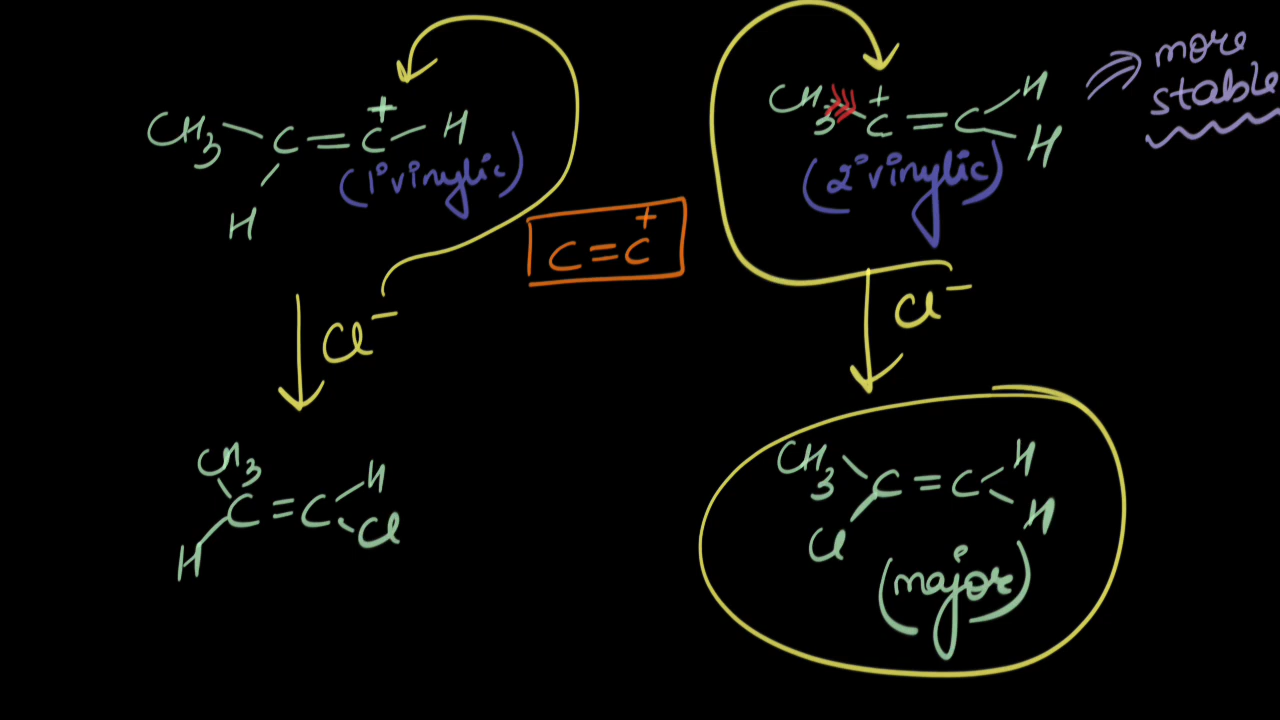 CH₃ - C = C⁺ - H
H
(1° vinylic)
C = C⁺
Cl⁻
CH₃
C = C
H
H
Cl
CH₃ C⁺ = C
H
H
(2° vinylic)
more
stable
Cl⁻
CH₃
C = C
H
H
Cl
(major)